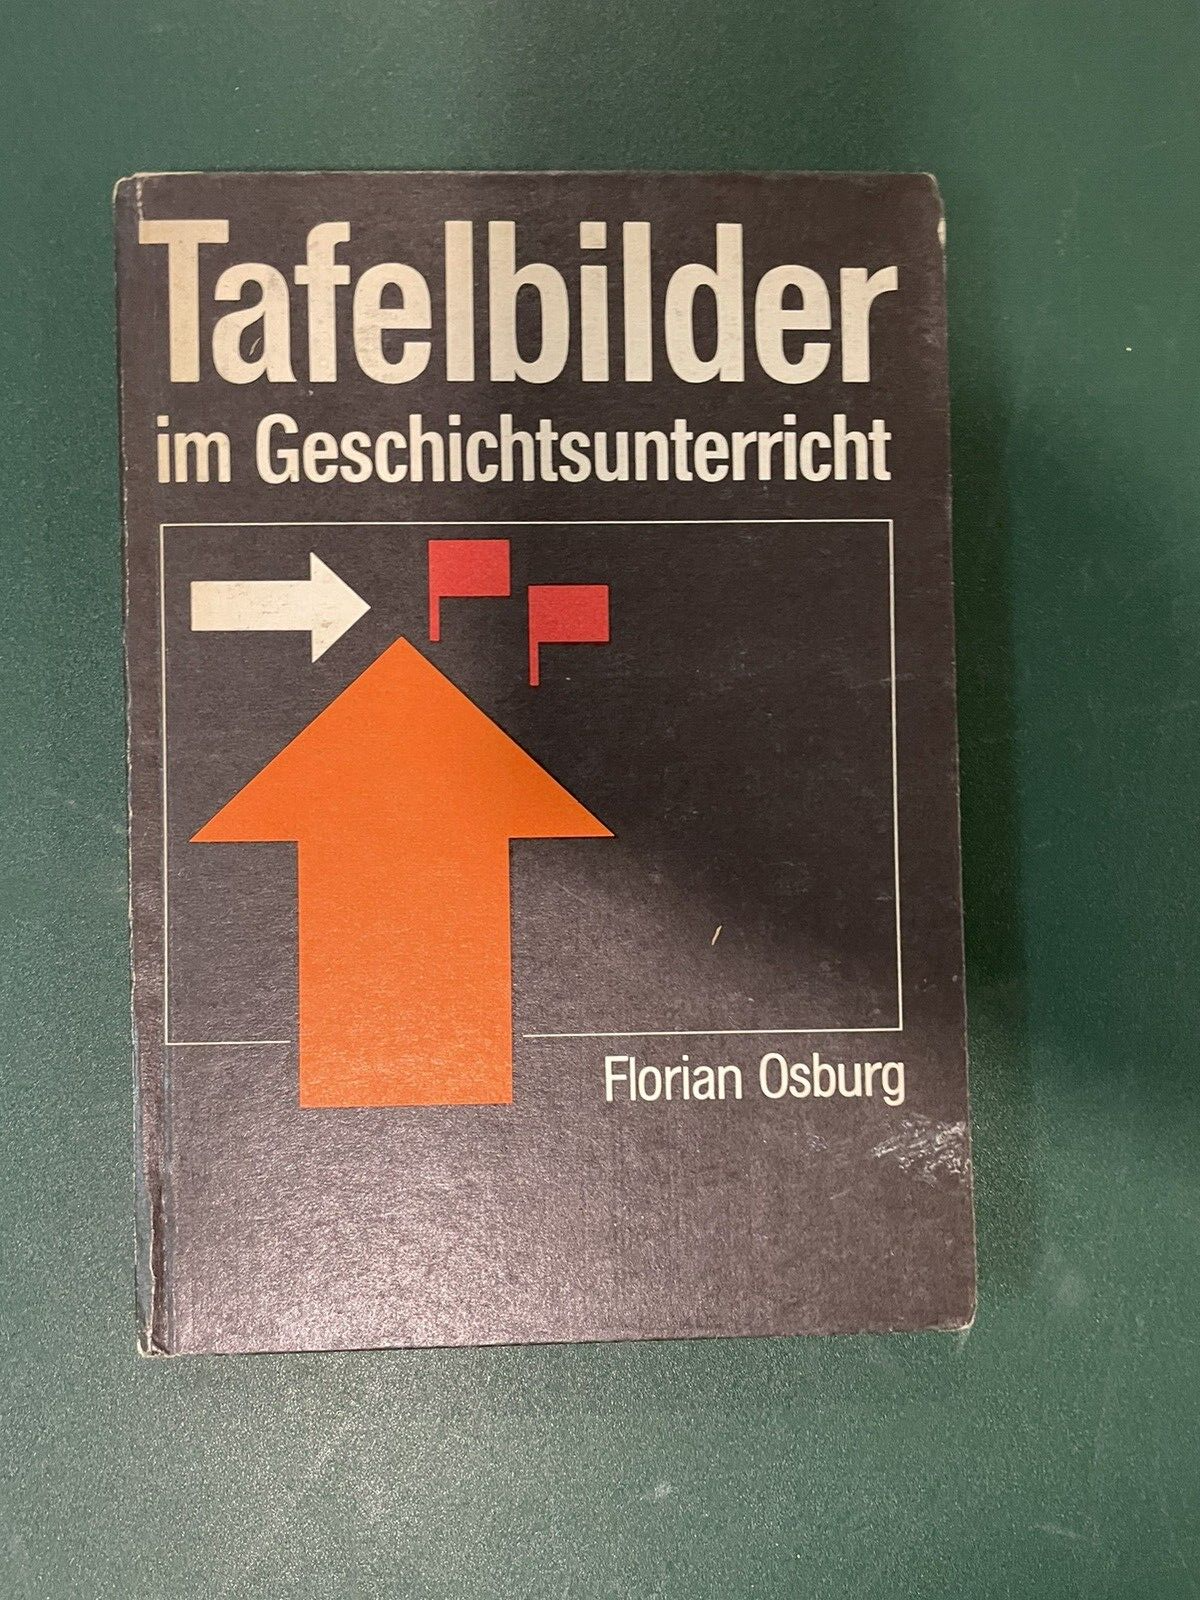 Tafelbilder
im Geschichtsunterricht
Florian Osburg